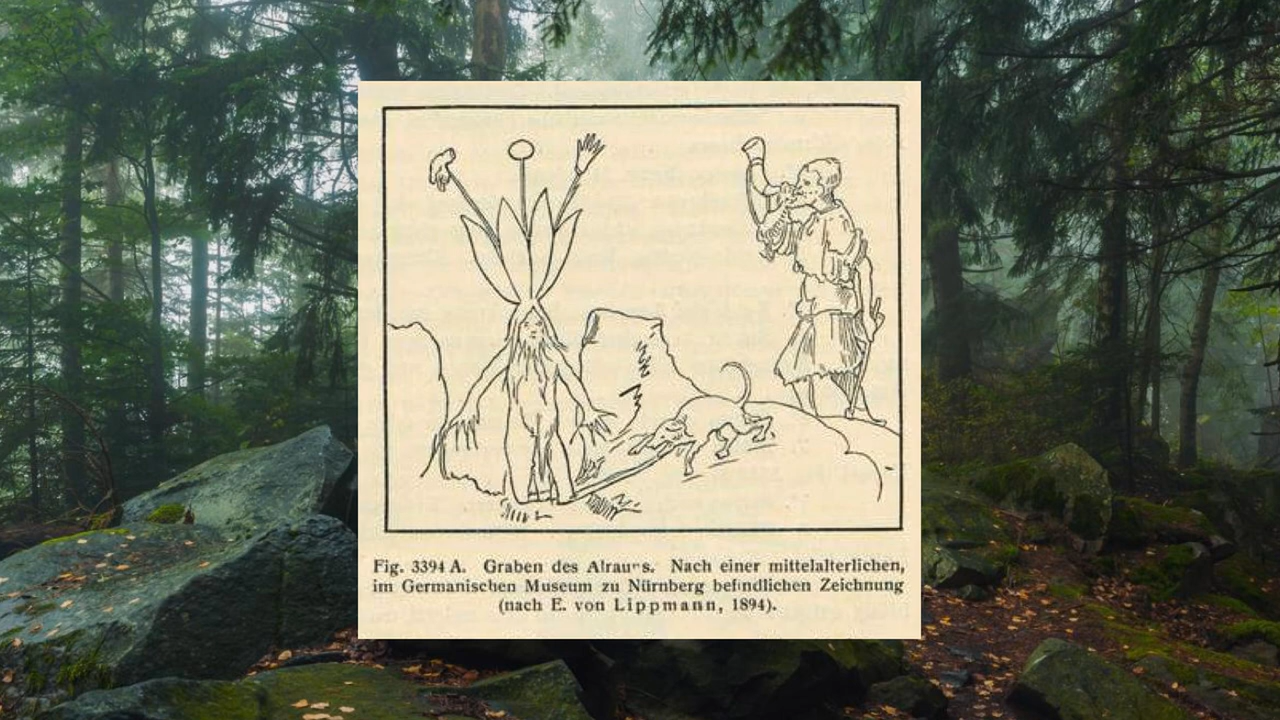 Fig. 3394 A. Graben des Alrauns. Nach einer mittelalterlichen,
im Germanischen Museum zu Nürnberg befindlichen Zeichnung
(nach E. von Lippmann, 1894).